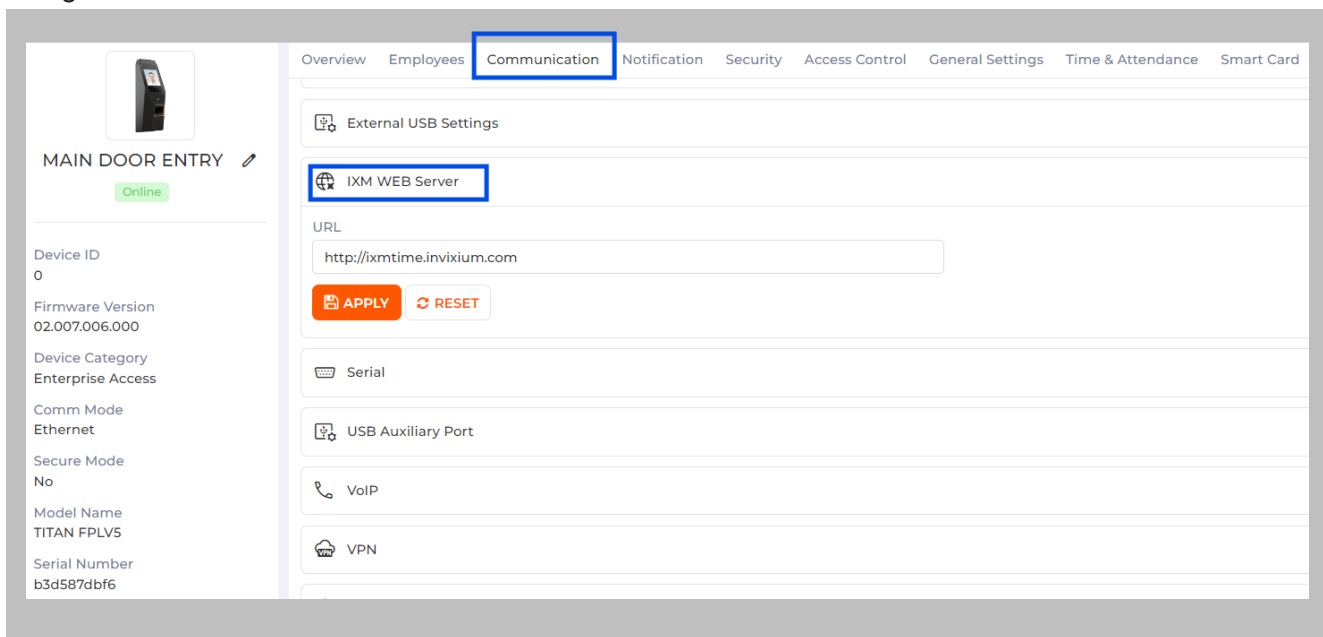 Overview Employees Communication Notification Security Access Control General Settings Time & Attendance Smart Card
MAIN DOOR ENTRY
Online
Device ID
0
Firmware Version
02.007.006.000
Device Category
Enterprise Access
Comm Mode
Ethernet
Secure Mode
No
Model Name
TITAN FPLV5
Serial Number
b3d587dbf6
External USB Settings
IXM WEB Server
URL
http://ixmtime.invixium.com
APPLY RESET
Serial
USB Auxiliary Port
VoIP
VPN